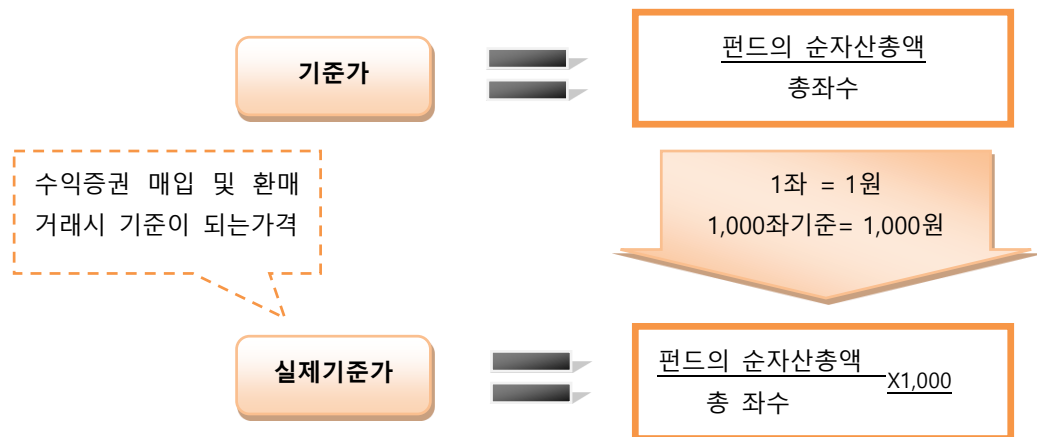 기준가
펀드의 순자산총액
총좌수
수익증권 매입 및 환매
거래시 기준이 되는가격
1좌 = 1원
1,000좌기준= 1,000원
실제기준가
펀드의 순자산총액
X1,000
총 좌수